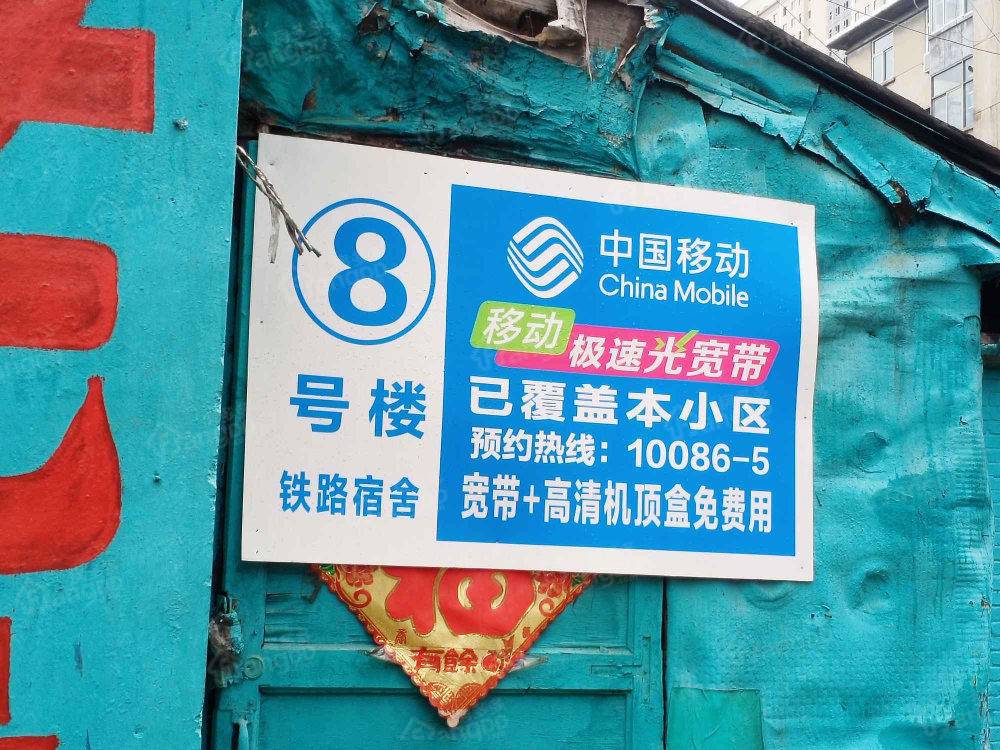 8
号楼
铁路宿舍
中国移动
China Mobile
移动
极速光宽带
已覆盖本小区
预约热线：10086-5
宽带+高清机顶盒免费用
有餘